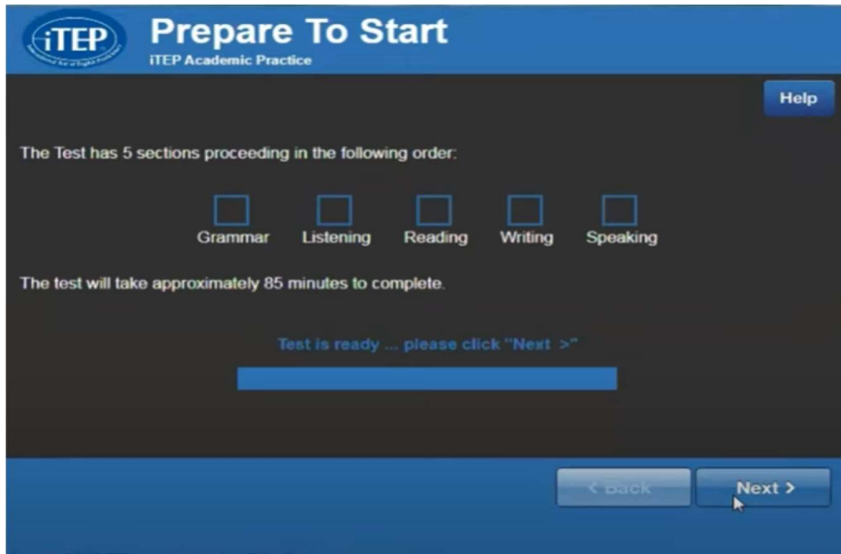 iTEP
Prepare To Start
iTEP Academic Practice
Help
The Test has 5 sections proceeding in the following order:
Grammar Listening Reading Writing Speaking
The test will take approximately 85 minutes to complete.
Test is ready ... please click "Next >"
< Back
Next >